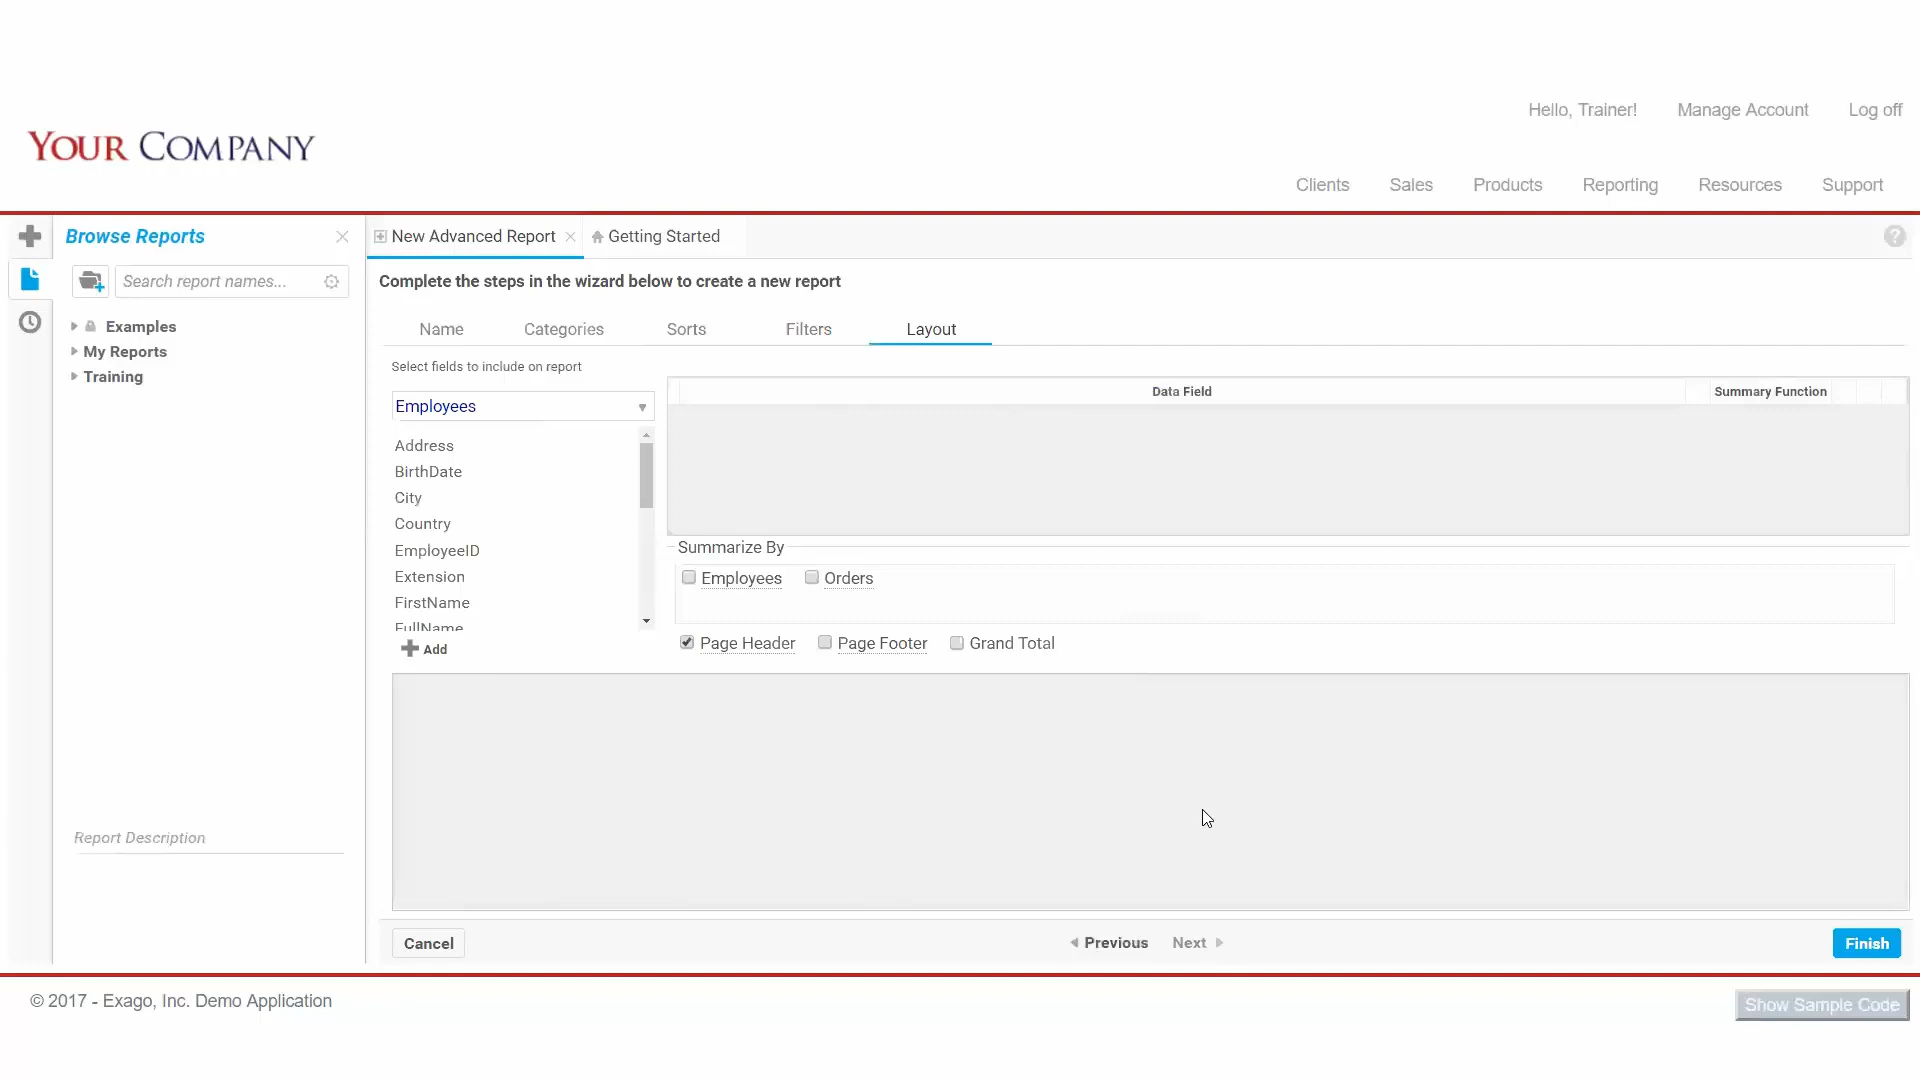 Hello, Trainer! Manage Account Log off
YOUR COMPANY
Clients Sales Products Reporting Resources Support
Browse Reports
New Advanced Report Getting Started
?
Search report names...
Complete the steps in the wizard below to create a new report
Examples
My Reports
Training
Name Categories Sorts Filters Layout
Select fields to include on report
Employees
Data Field Summary Function
Address
BirthDate
City
Country
EmployeeID
Extension
FirstName
FullName
Add
Summarize By
Employees Orders
Page Header Page Footer Grand Total
Report Description
Cancel Previous Next Finish
© 2017 - Exago, Inc. Demo Application
Show Sample Code